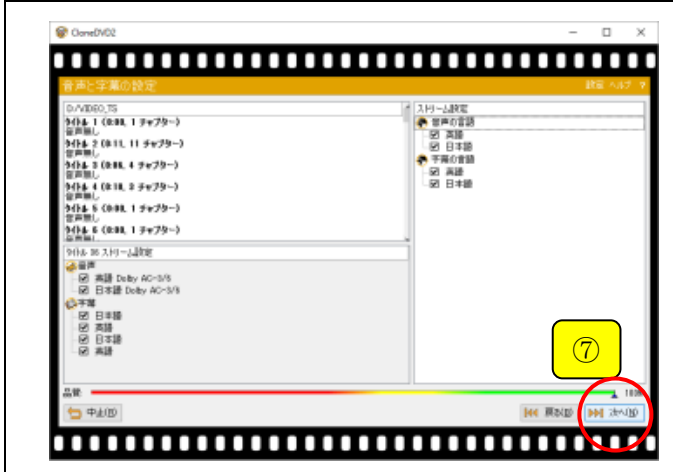 CloneDVD2
音声と字幕の設定
設定 ヘルプ ?
D:/VIDEO_TS
タイトル 1 (0:00, 1 チャプター)
音声無し
タイトル 2 (0:11, 11 チャプター)
音声無し
タイトル 3 (0:00, 4 チャプター)
音声無し
タイトル 4 (0:10, 2 チャプター)
音声無し
タイトル 5 (0:00, 1 チャプター)
音声無し
タイトル 6 (0:00, 1 チャプター)
音声無し
ストリーム設定
音声の言語
英語
日本語
字幕の言語
英語
日本語
タイトル 36 ストリーム設定
音声
英語 Dolby AC-3/6
日本語 Dolby AC-3/6
字幕
日本語
英語
日本語
英語
⑦
品質
100%
中止(B)
戻る(B)
次へ(N)